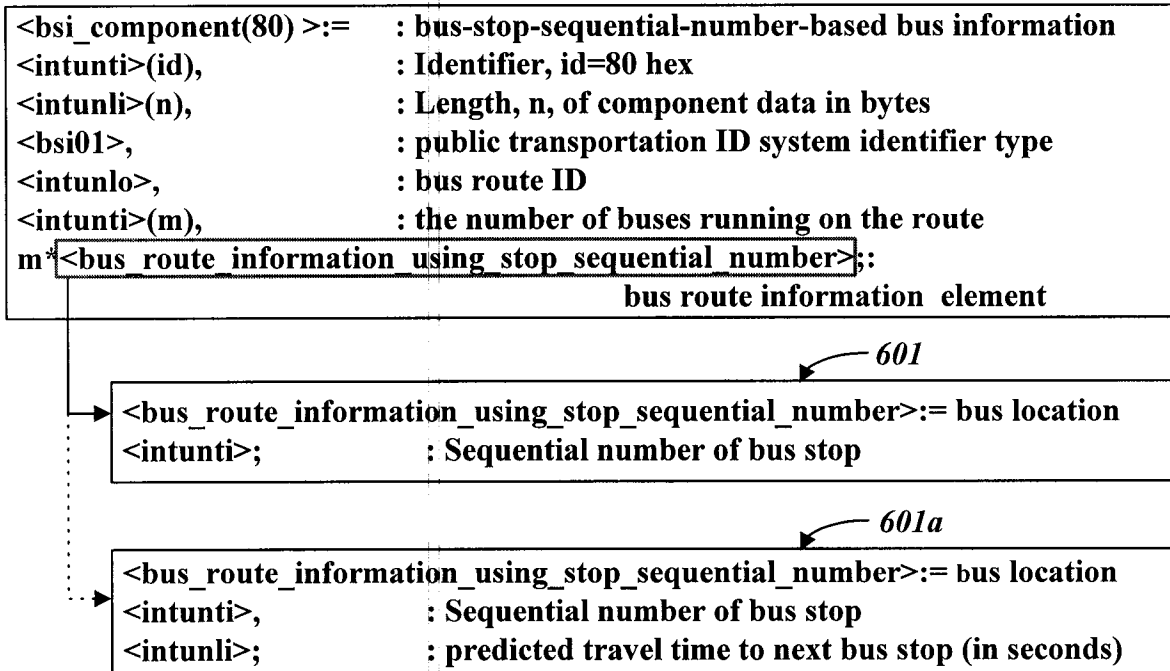 <bsi_component(80) >:= : bus-stop-sequential-number-based bus information
<intunti>(id), : Identifier, id=80 hex
<intunli>(n), : Length, n, of component data in bytes
<bsi01>, : public transportation ID system identifier type
<intunlo>, : bus route ID
<intunti>(m), : the number of buses running on the route
m*<bus_route_information_using_stop_sequential_number>;:
bus route information element
601
<bus_route_information_using_stop_sequential_number>:= bus location
<intunti>; : Sequential number of bus stop
601a
<bus_route_information_using_stop_sequential_number>:= bus location
<intunti>, : Sequential number of bus stop
<intunli>; : predicted travel time to next bus stop (in seconds)